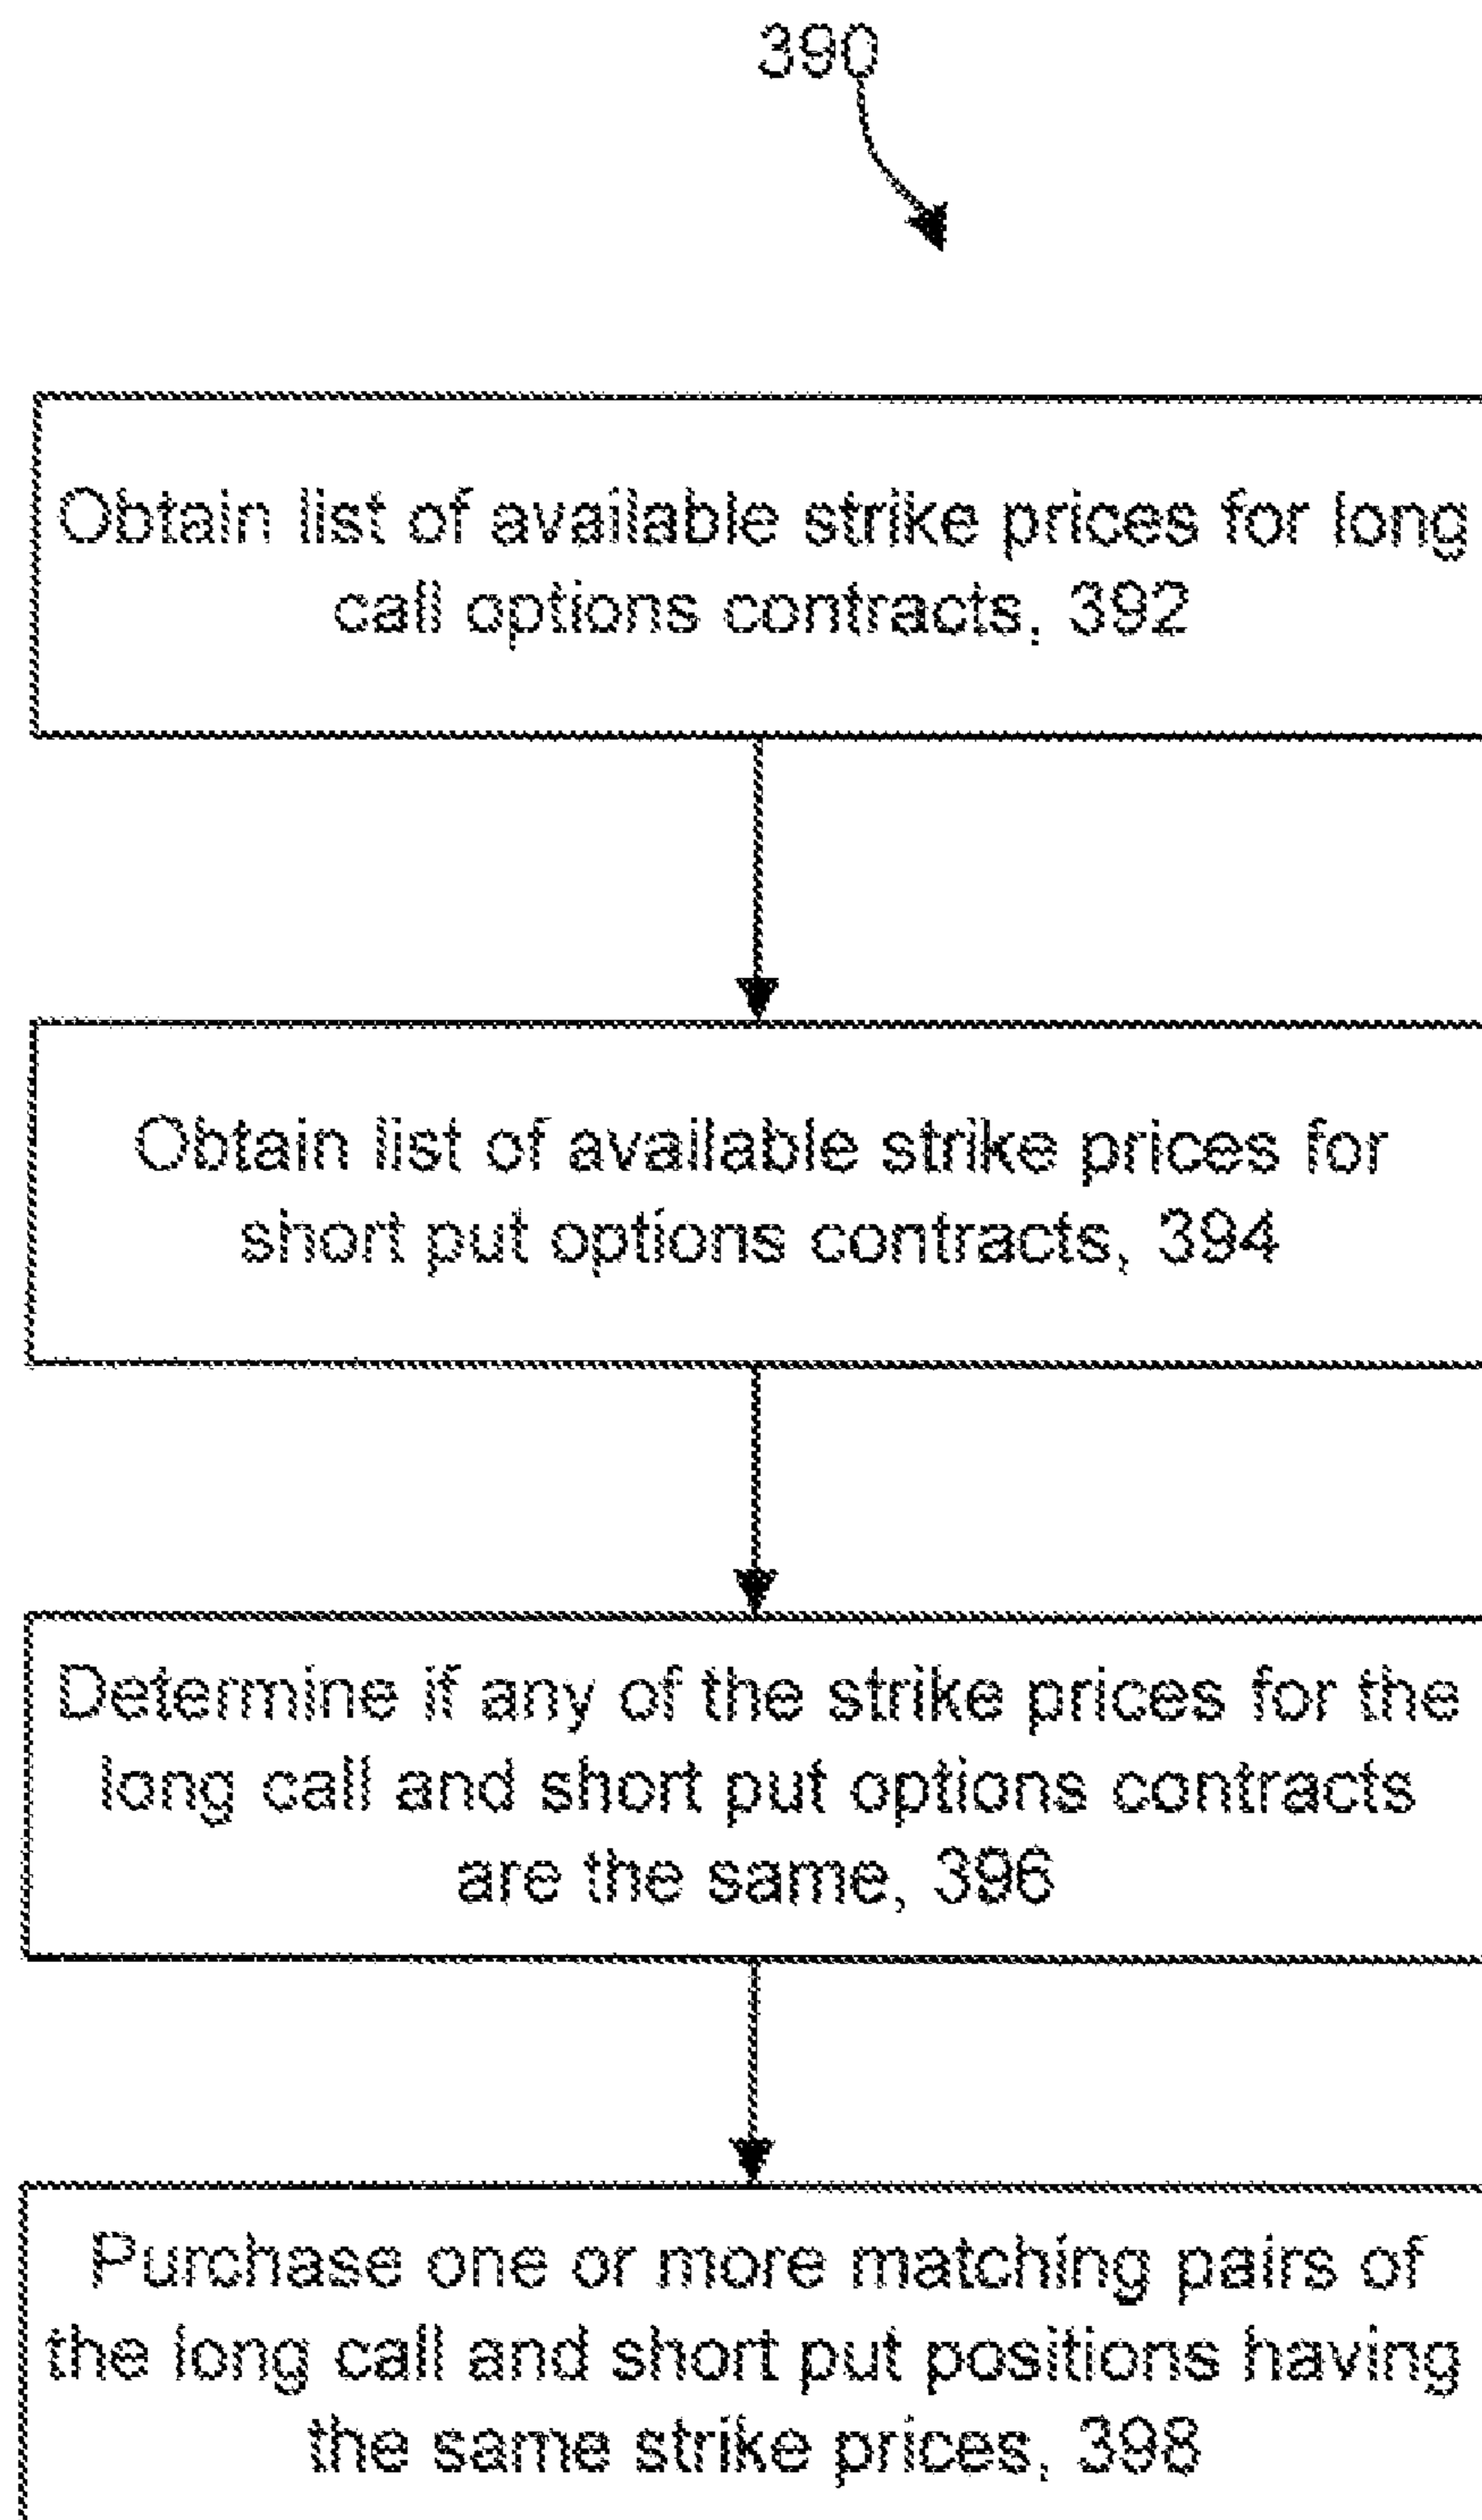 390
Obtain list of available strike prices for long
call options contracts, 392
Obtain list of available strike prices for
short put options contracts, 394
Determine if any of the strike prices for the
long call and short put options contracts
are the same, 396
Purchase one or more matching pairs of
the long call and short put positions having
the same strike prices, 398